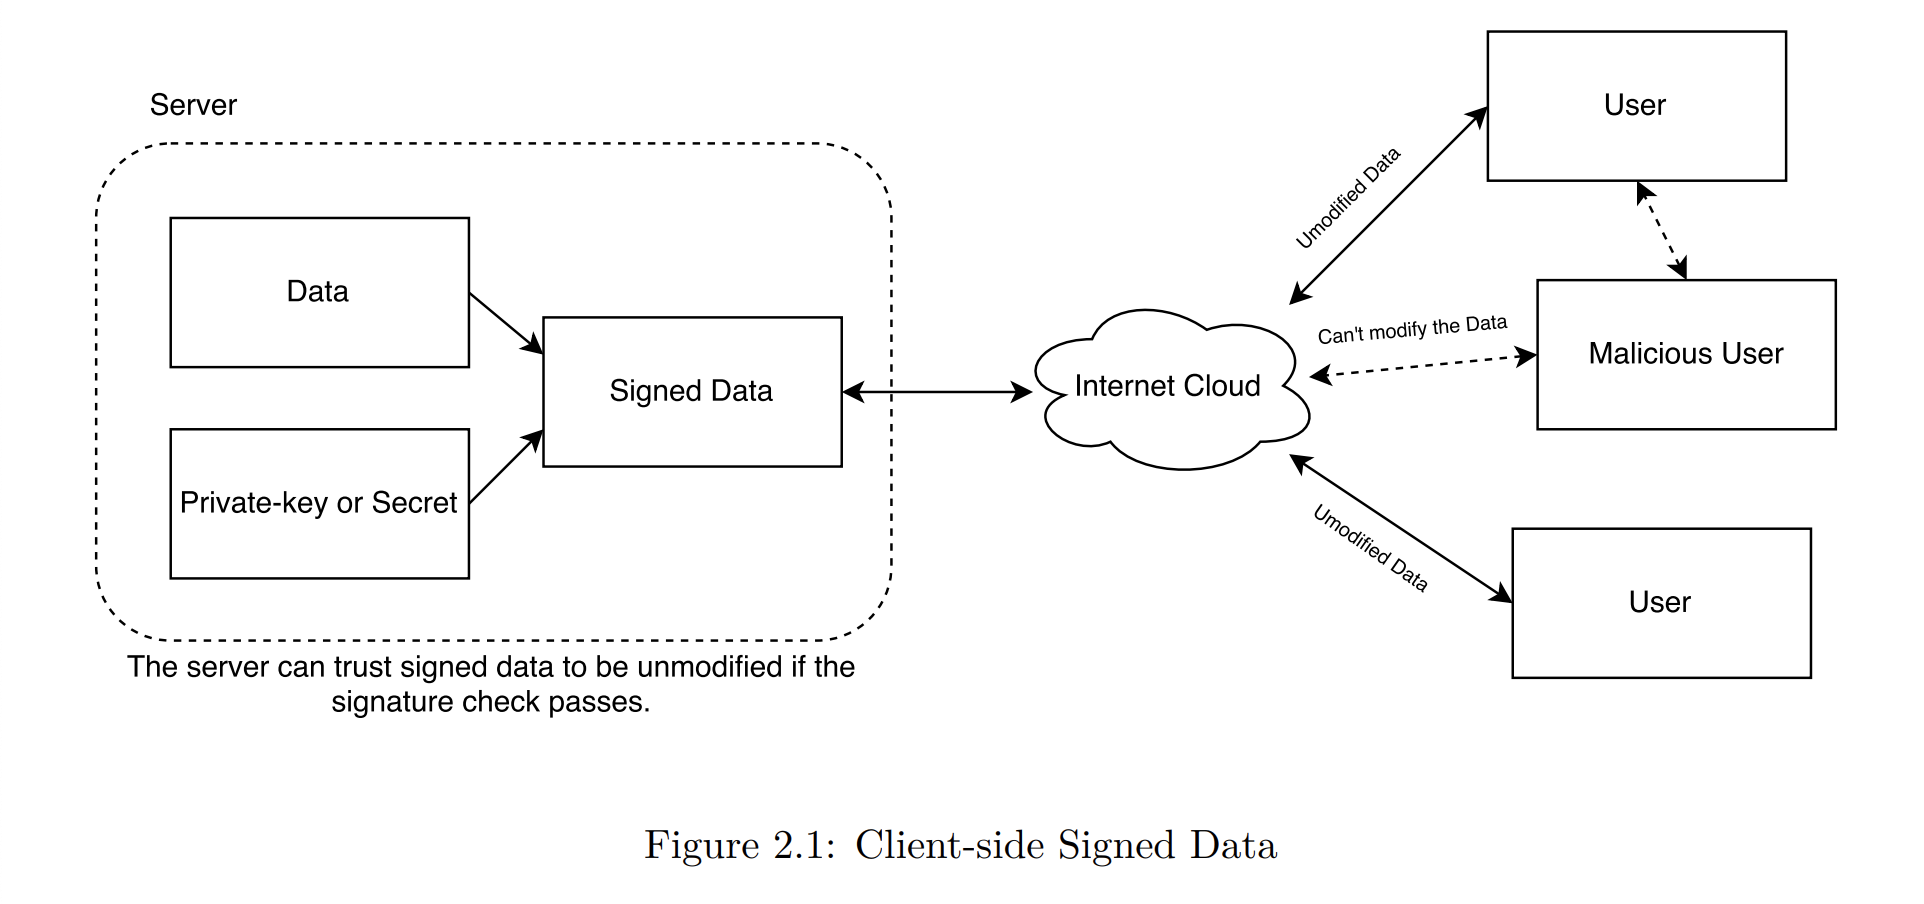 Server
Data
Private-key or Secret
Signed Data
The server can trust signed data to be unmodified if the
signature check passes.
Internet Cloud
Umodified Data
User
Can't modify the Data
Malicious User
Umodified Data
User
Figure 2.1: Client-side Signed Data